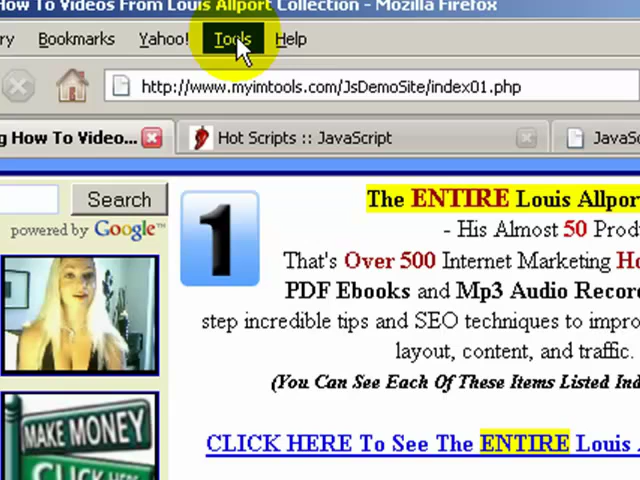 How To Videos From Louis Allport Collection - Mozilla Firefox
ry Bookmarks Yahoo! Tools Help
http://www.myimtools.com/JsDemoSite/index01.php
g How To Video... Hot Scripts :: JavaScript JavaSc
Search
powered by Google™
1
The ENTIRE Louis Allpor
- His Almost 50 Prod
That's Over 500 Internet Marketing Ho
PDF Ebooks and Mp3 Audio Recor
step incredible tips and SEO techniques to impro
layout, content, and traffic.
(You Can See Each Of These Items Listed Ind
CLICK HERE To See The ENTIRE Louis A
MAKE MONEY
CLICK HERE